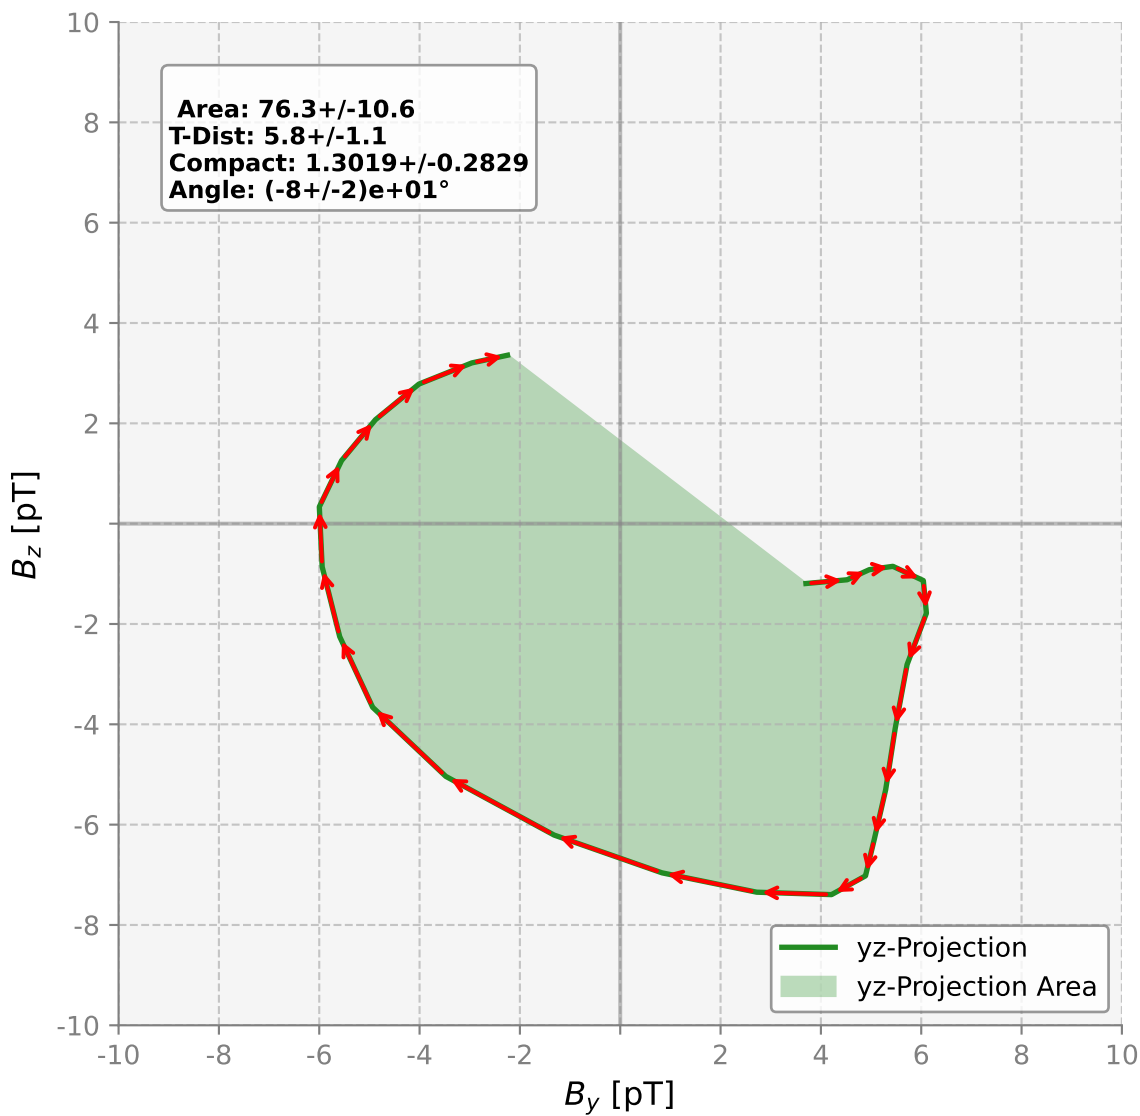 10
8
6
4
2
-2
-4
-6
-8
-10
Area: 76.3+/-10.6
T-Dist: 5.8+/-1.1
Compact: 1.3019+/-0.2829
Angle: (-8+/-2)e+01°
B_z [pT]
yz-Projection
yz-Projection Area
-10 -8 -6 -4 -2 2 4 6 8 10
B_y [pT]